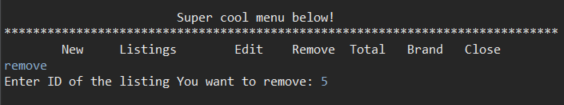 Super cool menu below!
*****************************************************************************
New Listings Edit Remove Total Brand Close
remove
Enter ID of the listing You want to remove: 5